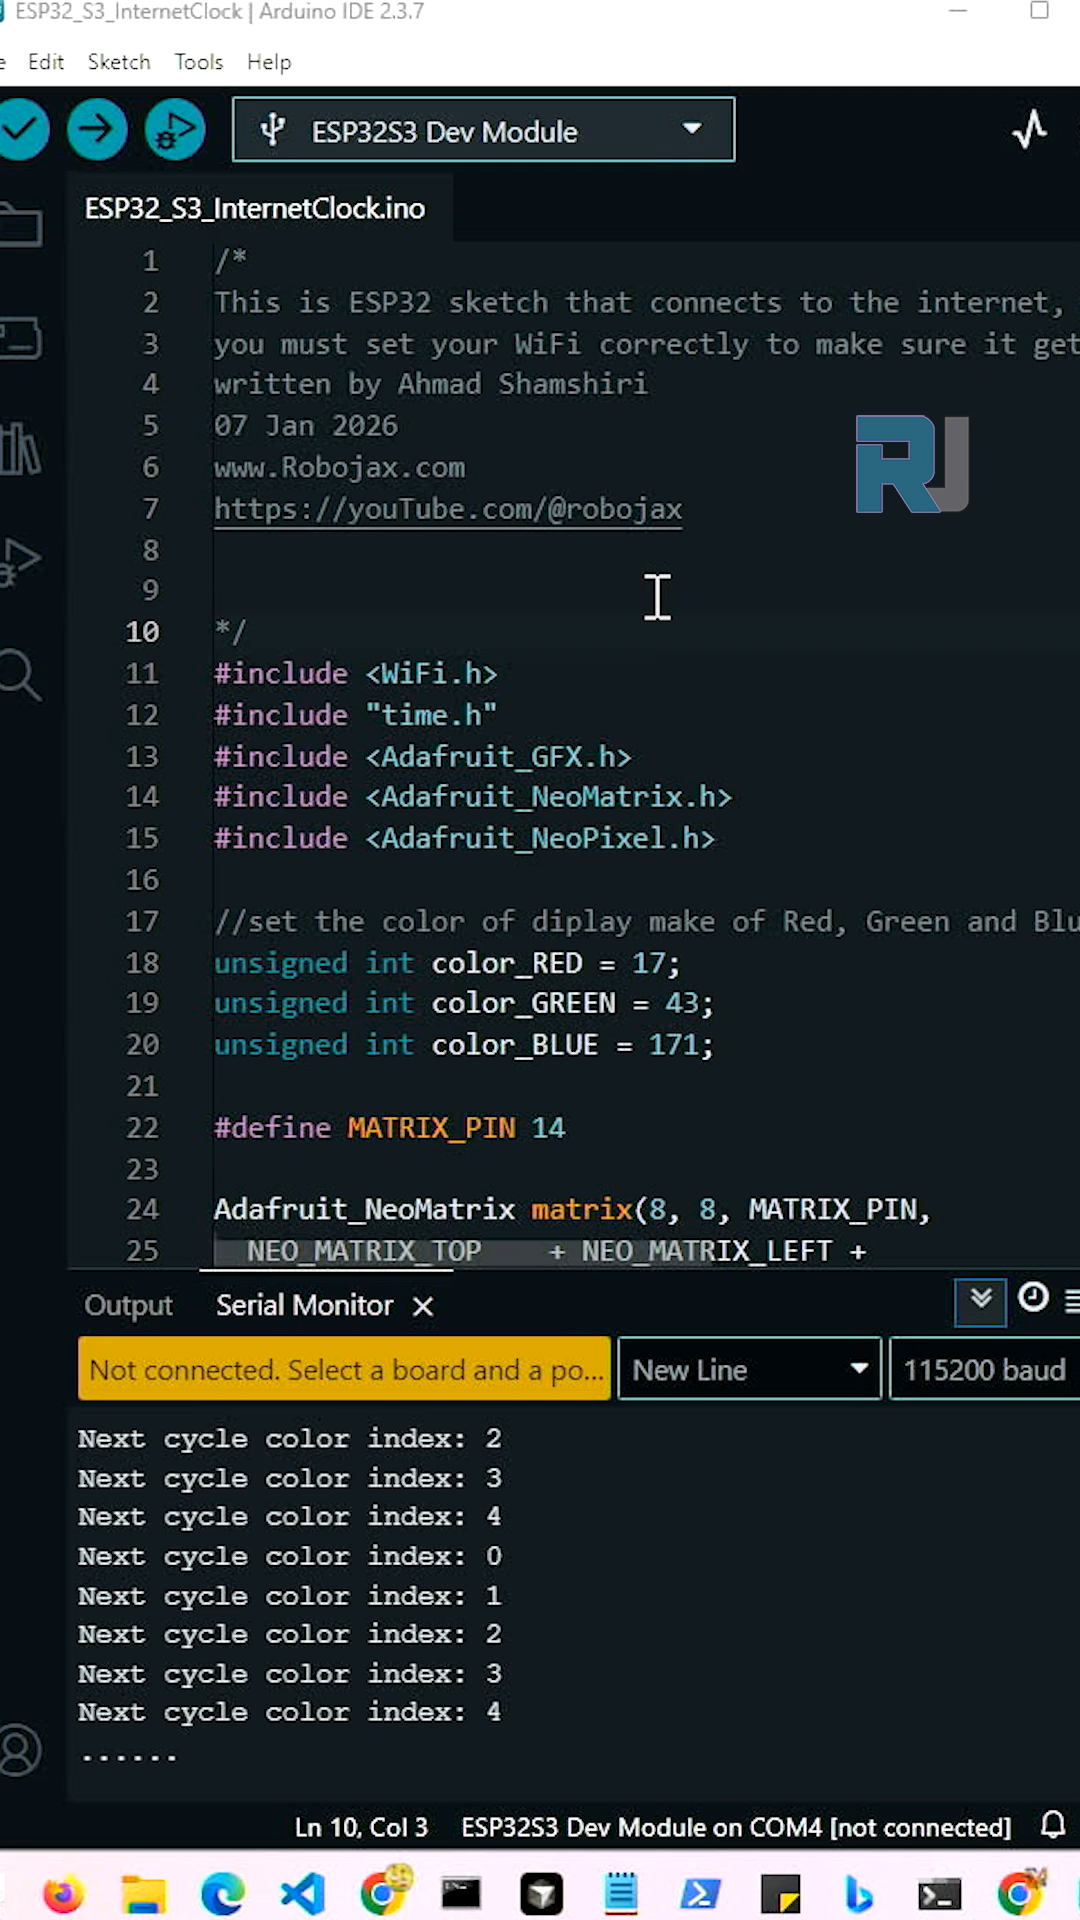 ESP32_S3_InternetClock | Arduino IDE 2.3.7
Edit Sketch Tools Help
ESP32S3 Dev Module
ESP32_S3_InternetClock.ino
1 /*
2 This is ESP32 sketch that connects to the internet,
3 you must set your WiFi correctly to make sure it get
4 written by Ahmad Shamshiri
5 07 Jan 2026
6 www.Robojax.com
7 https://youTube.com/@robojax
8
9
10 */
11 #include <WiFi.h>
12 #include "time.h"
13 #include <Adafruit_GFX.h>
14 #include <Adafruit_NeoMatrix.h>
15 #include <Adafruit_NeoPixel.h>
16
17 //set the color of diplay make of Red, Green and Blu
18 unsigned int color_RED = 17;
19 unsigned int color_GREEN = 43;
20 unsigned int color_BLUE = 171;
21
22 #define MATRIX_PIN 14
23
24 Adafruit_NeoMatrix matrix(8, 8, MATRIX_PIN,
25 NEO_MATRIX_TOP + NEO_MATRIX_LEFT +
RJ
Output Serial Monitor
Not connected. Select a board and a po... New Line 115200 baud
Next cycle color index: 2
Next cycle color index: 3
Next cycle color index: 4
Next cycle color index: 0
Next cycle color index: 1
Next cycle color index: 2
Next cycle color index: 3
Next cycle color index: 4
......
Ln 10, Col 3 ESP32S3 Dev Module on COM4 [not connected]